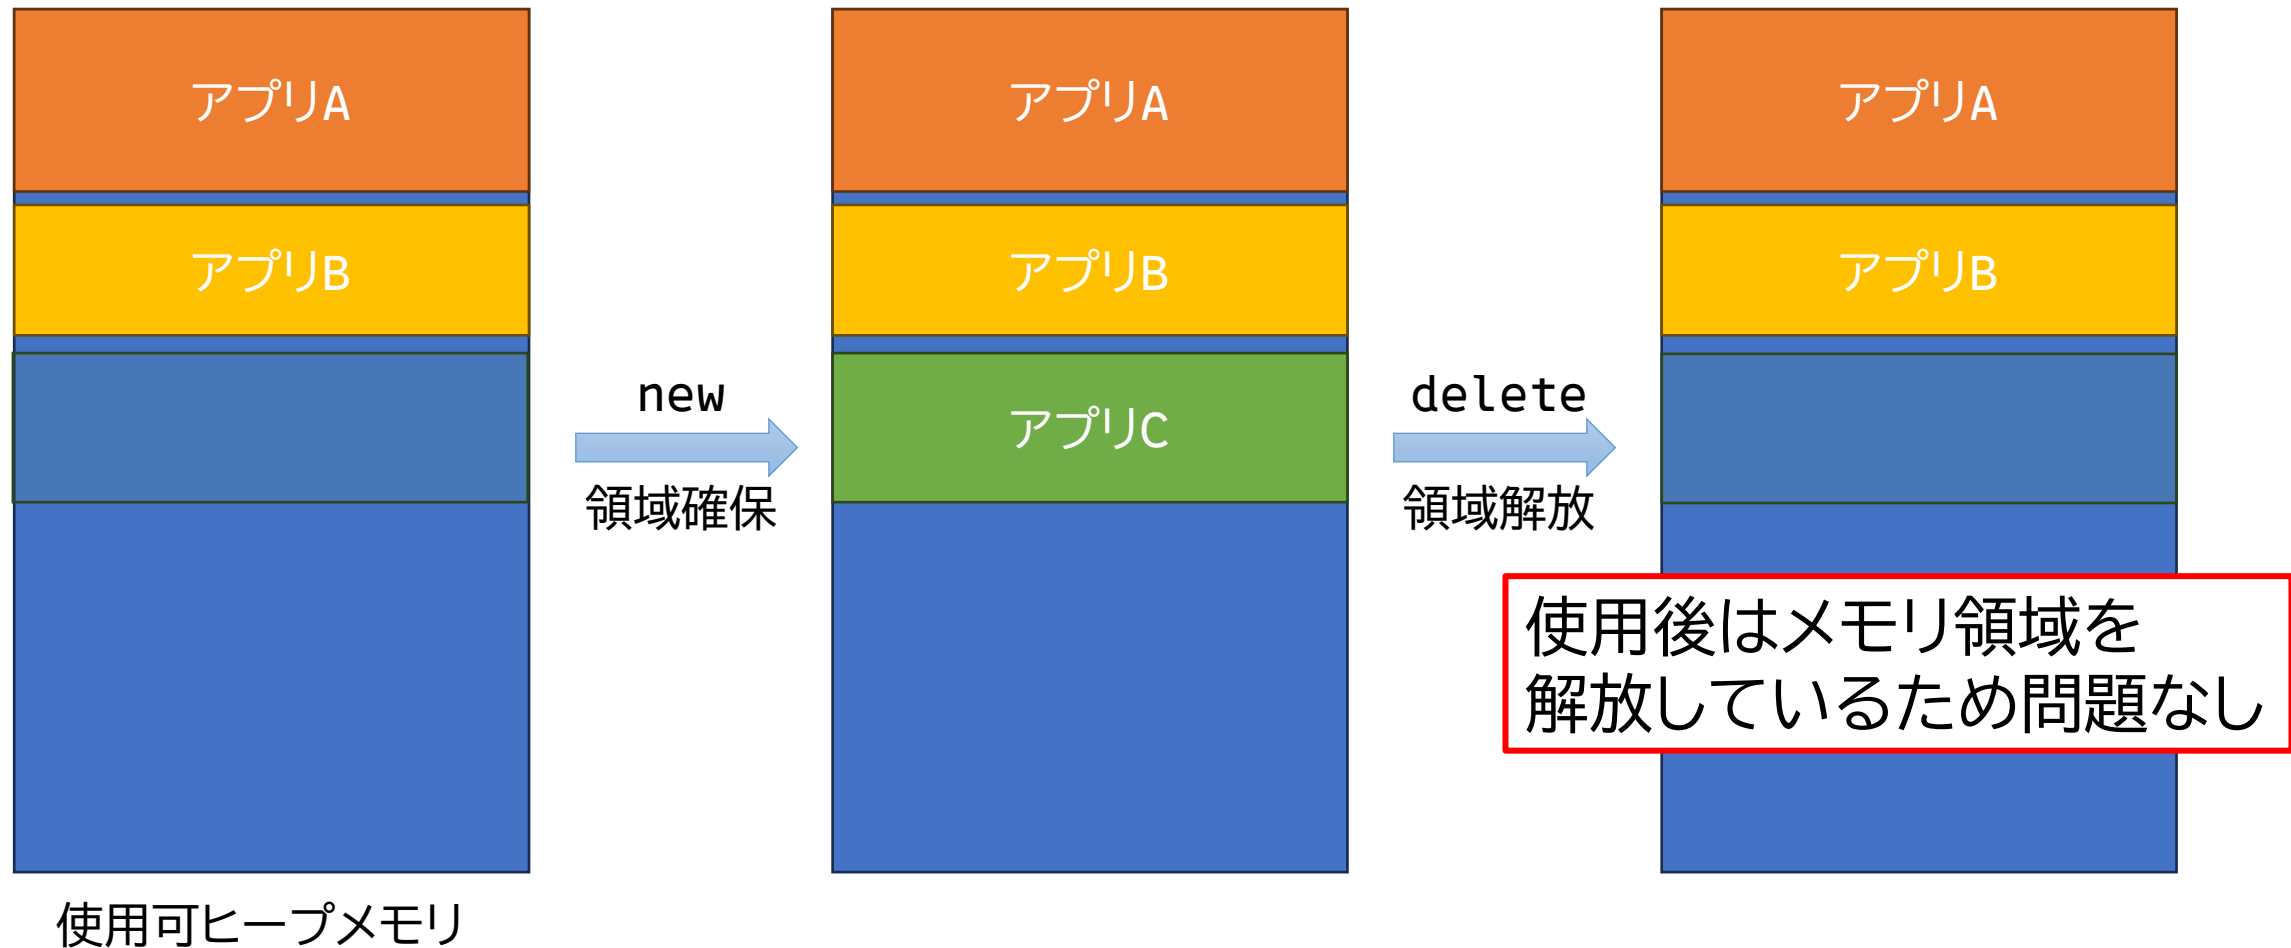 アプリA
アプリB
使用可ヒープメモリ
new
領域確保
アプリA
アプリB
アプリC
delete
領域解放
アプリA
アプリB
使用後はメモリ領域を
解放しているため問題なし